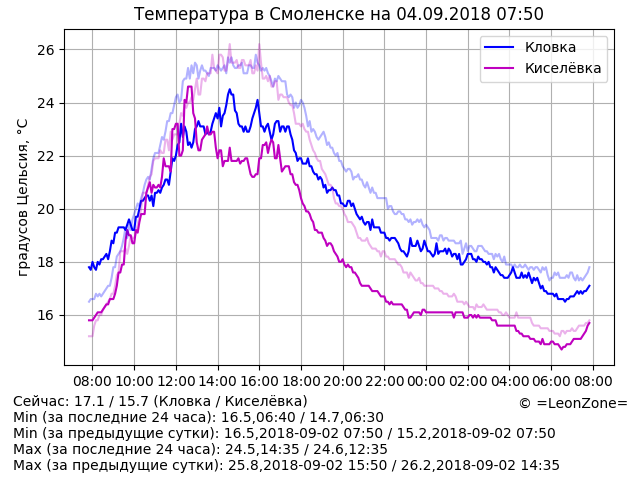 Температура в Смоленске на 04.09.2018 07:50
градусов Цельсия, °C
26
24
22
20
18
16
Кловка
Киселёвка
08:00 10:00 12:00 14:00 16:00 18:00 20:00 22:00 00:00 02:00 04:00 06:00 08:00
Сейчас: 17.1 / 15.7 (Кловка / Киселёвка)
© =LeonZone=
Min (за последние 24 часа): 16.5,06:40 / 14.7,06:30
Min (за предыдущие сутки): 16.5,2018-09-02 07:50 / 15.2,2018-09-02 07:50
Max (за последние 24 часа): 24.5,14:35 / 24.6,12:35
Max (за предыдущие сутки): 25.8,2018-09-02 15:50 / 26.2,2018-09-02 14:35